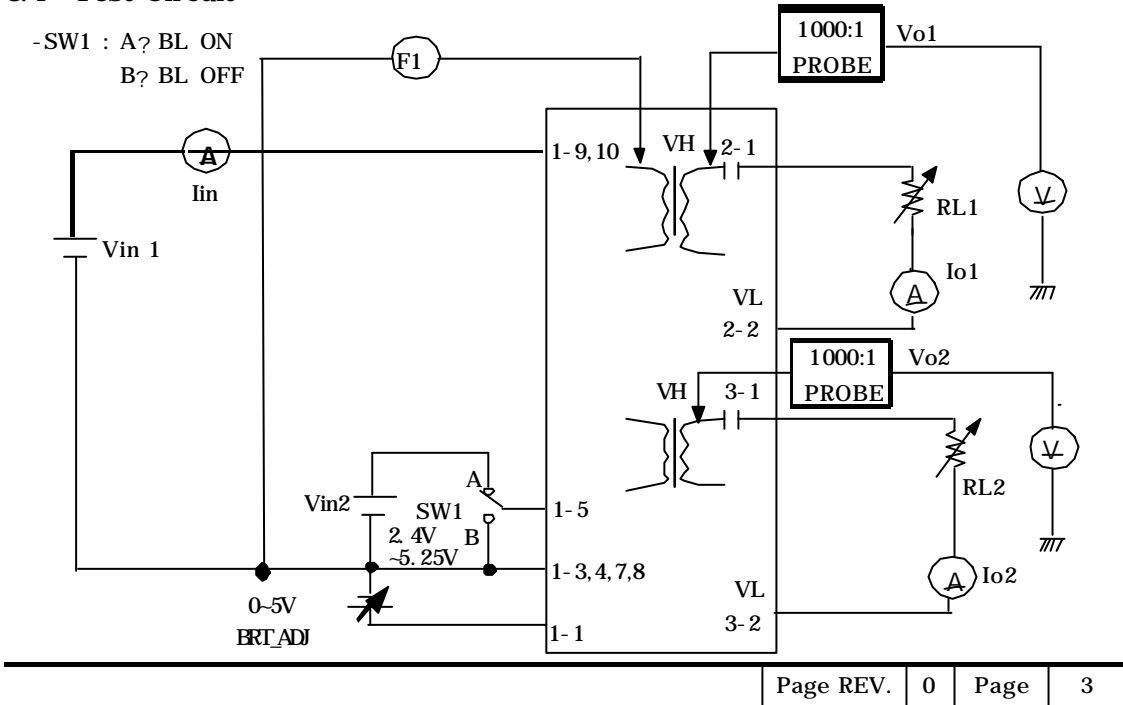 -SW1 : A? BL ON
B? BL OFF
F1
1000:1
PROBE
Vo1
A
Iin
1-9,10
VH
2-1
RL1
V
Vin 1
Io1
A
VL
2-2
1000:1
PROBE
Vo2
VH
3-1
V
RL2
Vin2
A
SW1
B
2.4V
~5.25V
1-5
1-3,4,7,8
A
Io2
0~5V
BRT_ADJ
VL
3-2
1-1
Page REV. 0 Page 3